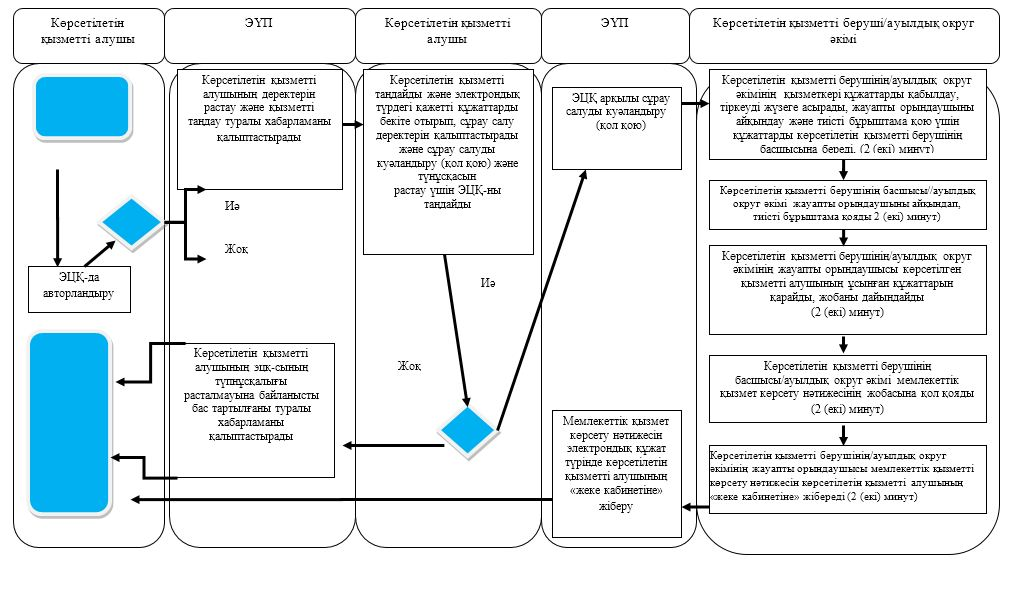 Көрсетілетін
қызметті алушы
ЭҮП
Көрсетілетін қызметті
алушы
ЭҮП
Көрсетілетін қызметті беруші/ауылдық округ
әкімі
Көрсетілетін қызметті
алушының деректерін
растау және қызметті
таңдау туралы хабарламаны
қалыптастырады
Иә
Жоқ
ЭЦҚ-да
авторландыру
Көрсетілетін қызметті
алушының эцқ-сының
түпнұсқалығы
расталмауына байланысты
бас тартылғаны туралы
хабарламаны
қалыптастырады
Көрсетілетін қызметті
таңдайды және электрондық
түрдегі қажетті құжаттарды
бекіте отырып, сұрау салу
деректерін қалыптастырады
және сұрау салуды
куәландыру (қол қою) және
түнұсқасын
растау үшін ЭЦҚ-ны
таңдайды
Иә
Жоқ
ЭЦҚ арқылы сұрау
салуды куәландыру
(қол қою)
Мемлекеттік қызмет
көрсету нәтижесін
электрондық құжат
түрінде көрсетілетін
қызметті алушының
«жеке кабинетіне»
жіберу
Көрсетілетін қызметті берушінің/ауылдық округ
әкімінің қызметкері құжаттарды қабылдау,
тіркеуді жүзеге асырады, жауапты орындаушыны
айқындау және тиісті бұрыштама қою үшін
құжаттарды көрсетілетін қызметті берушінің
басшысына береді. (2 (екі) минут)
Көрсетілетін қызметті берушінің басшысы//ауылдық
округ әкімі жауапты орындаушыны айқындап,
тиісті бұрыштама қояды 2 (екі) минут)
Көрсетілетін қызметті берушінің/ауылдық округ
әкімінің жауапты орындаушысы көрсетілген
қызметті алушының ұсынған құжаттарын
қарайды, жобаны дайындайды
(2 (екі) минут)
Көрсетілетін қызметті берушінің
басшысы/ауылдық округ әкімі мемлекеттік
қызмет көрсету нәтижесінің жобасына қол қояды
(2 (екі) минут)
Көрсетілетін қызметті берушінің/ауылдық округ
әкімінің жауапты орындаушысы мемлекеттік қызметті
көрсету нәтижесін көрсетілетін қызметті алушының
«жеке кабинетіне» жібереді (2 (екі) минут)